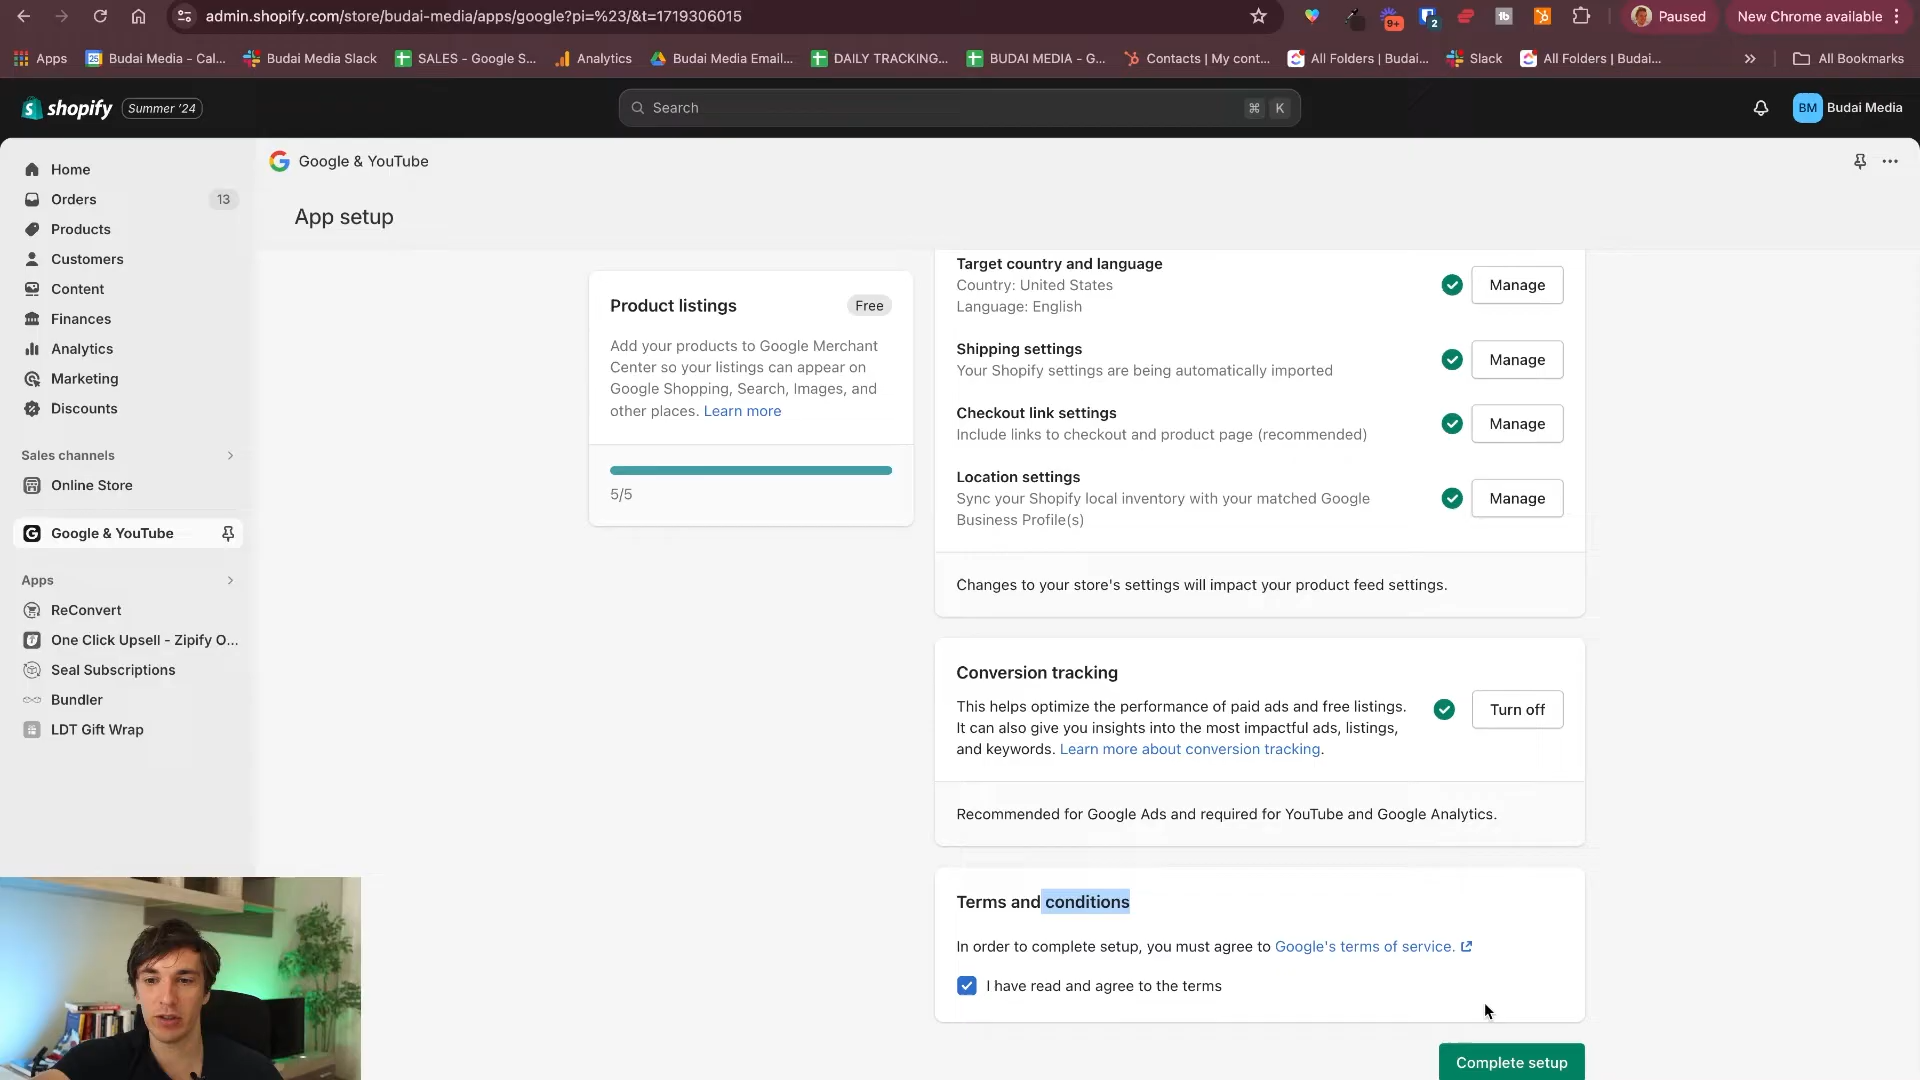 admin.shopify.com/store/budai-media/apps/google?pi=%23/&t=1719306015
9+
2
tb
Paused
New Chrome available
Apps
25
Budai Media - Cal...
Budai Media Slack
SALES - Google S...
Analytics
Budai Media Email...
DAILY TRACKING...
BUDAI MEDIA - G...
Contacts | My cont...
All Folders | Budai...
Slack
All Folders | Budai...
All Bookmarks
shopify
Summer '24
Search
⌘ K
BM
Budai Media
Home
Orders
13
Products
Customers
Content
Finances
Analytics
Marketing
Discounts
Sales channels
Online Store
Google & YouTube
Apps
ReConvert
One Click Upsell - Zipify O...
Seal Subscriptions
Bundler
LDT Gift Wrap
Google & YouTube
App setup
Product listings
Free
Add your products to Google Merchant
Center so your listings can appear on
Google Shopping, Search, Images, and
other places. Learn more
5/5
Target country and language
Country: United States
Language: English
Manage
Shipping settings
Your Shopify settings are being automatically imported
Manage
Checkout link settings
Include links to checkout and product page (recommended)
Manage
Location settings
Sync your Shopify local inventory with your matched Google
Business Profile(s)
Manage
Changes to your store's settings will impact your product feed settings.
Conversion tracking
This helps optimize the performance of paid ads and free listings.
It can also give you insights into the most impactful ads, listings,
and keywords. Learn more about conversion tracking.
Turn off
Recommended for Google Ads and required for YouTube and Google Analytics.
Terms and conditions
In order to complete setup, you must agree to Google's terms of service.
I have read and agree to the terms
Complete setup